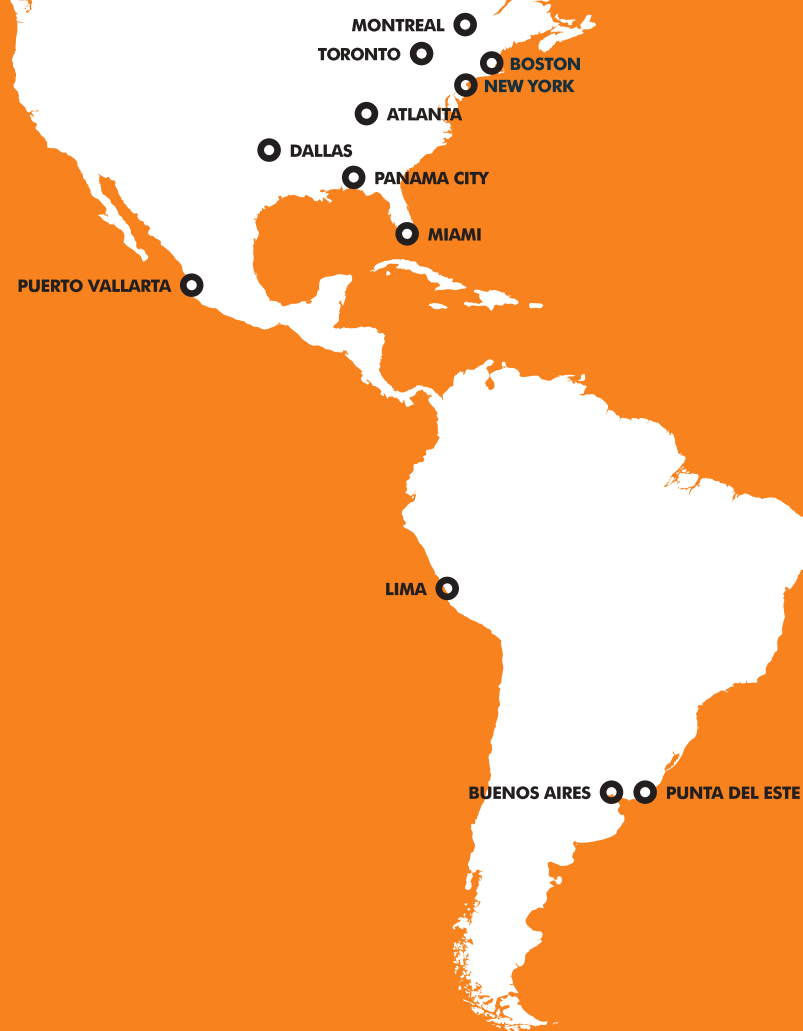 MONTREAL
TORONTO
BOSTON
NEW YORK
ATLANTA
DALLAS
PANAMA CITY
MIAMI
PUERTO VALLARTA
LIMA
BUENOS AIRES
PUNTA DEL ESTE